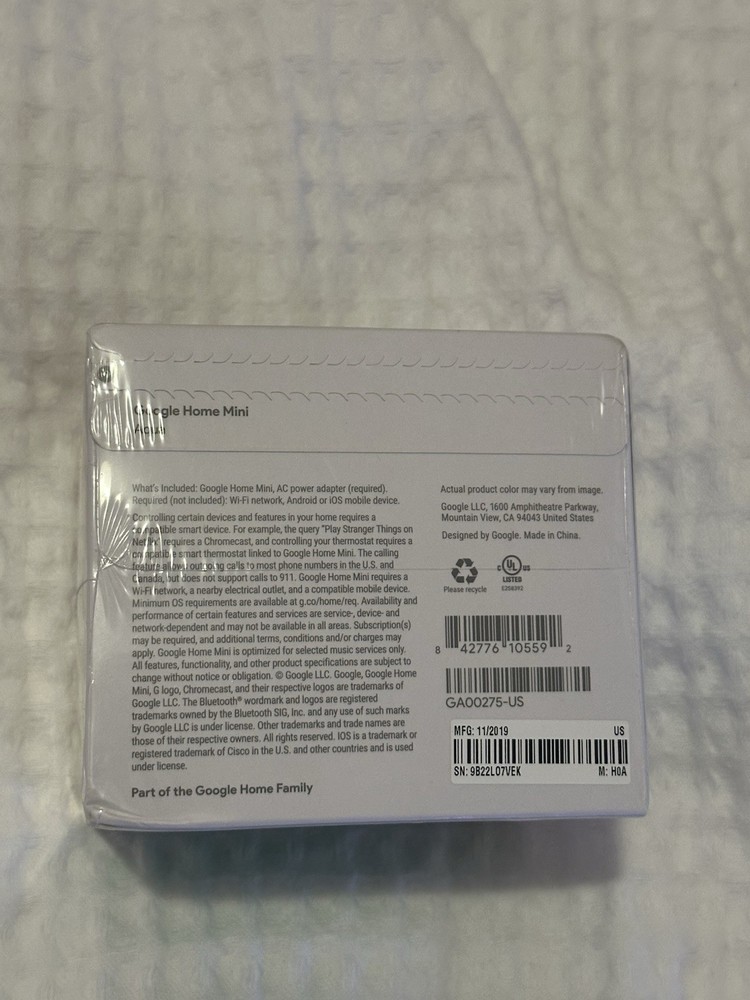 Google Home Mini
Aqua
What's Included: Google Home Mini, AC power adapter (required).
Required (not included): Wi-Fi network, Android or iOS mobile device.
Controlling certain devices and features in your home requires a
compatible smart device. For example, the query "Play Stranger Things on
Netflix" requires a Chromecast, and controlling your thermostat requires a
compatible smart thermostat linked to Google Home Mini. The calling
feature allows outgoing calls to most phone numbers in the U.S. and
Canada, but does not support calls to 911. Google Home Mini requires a
Wi-Fi network, a nearby electrical outlet, and a compatible mobile device.
Minimum OS requirements are available at g.co/home/req. Availability and
performance of certain features and services are service-, device- and
network-dependent and may not be available in all areas. Subscription(s)
may be required, and additional terms, conditions and/or charges may
apply. Google Home Mini is optimized for selected music services only.
All features, functionality, and other product specifications are subject to
change without notice or obligation. © Google LLC. Google, Google Home
Mini, G logo, Chromecast, and their respective logos are trademarks of
Google LLC. The Bluetooth® wordmark and logos are registered
trademarks owned by the Bluetooth SIG, Inc. and any use of such marks
by Google LLC is under license. Other trademarks and trade names are
those of their respective owners. All rights reserved. IOS is a trademark or
registered trademark of Cisco in the U.S. and other countries and is used
under license.
Part of the Google Home Family
Actual product color may vary from image.
Google LLC, 1600 Amphitheatre Parkway,
Mountain View, CA 94043 United States
Designed by Google. Made in China.
Please recycle
C UL US
LISTED
E258392
8 42776 10559 2
GA00275-US
MFG: 11/2019 US
SN: 9B22L07VEK M: H0A